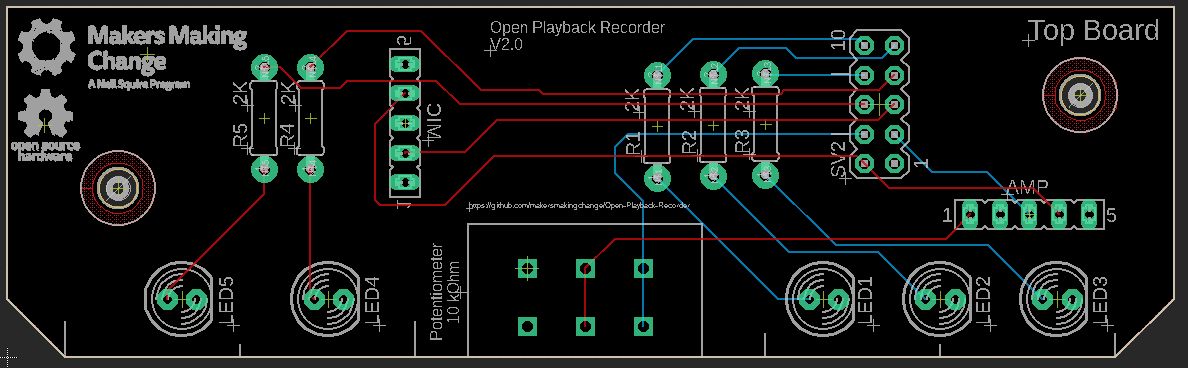 Makers Making
Change
A Neil Squire Program
open source
hardware
Open Playback Recorder
V2.0
Top Board
R5
2K
R4
2K
MIC
R1
2K
R2
2K
R3
2K
SV2
10
1
AMP
1
5
https://github.com/makersmakingchange/Open-Playback-Recorder
Potentiometer
10 kOhm
LED5
LED4
LED1
LED2
LED3